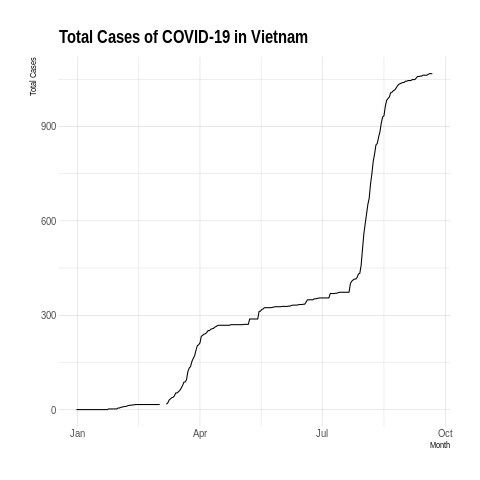 Total Cases of COVID-19 in Vietnam
Total Cases
900
600
300
0
Jan Apr Jul Oct
Month